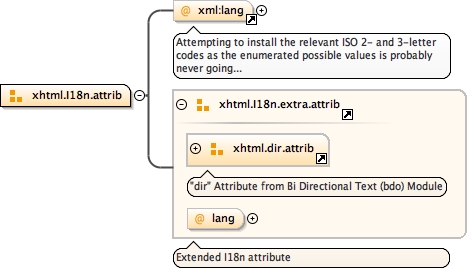 @ xml:lang
Attempting to install the relevant ISO 2- and 3-letter
codes as the enumerated possible values is probably
never going...
xhtml.I18n.attrib
xhtml.I18n.extra.attrib
xhtml.dir.attrib
"dir" Attribute from Bi Directional Text (bdo) Module
@ lang
Extended I18n attribute